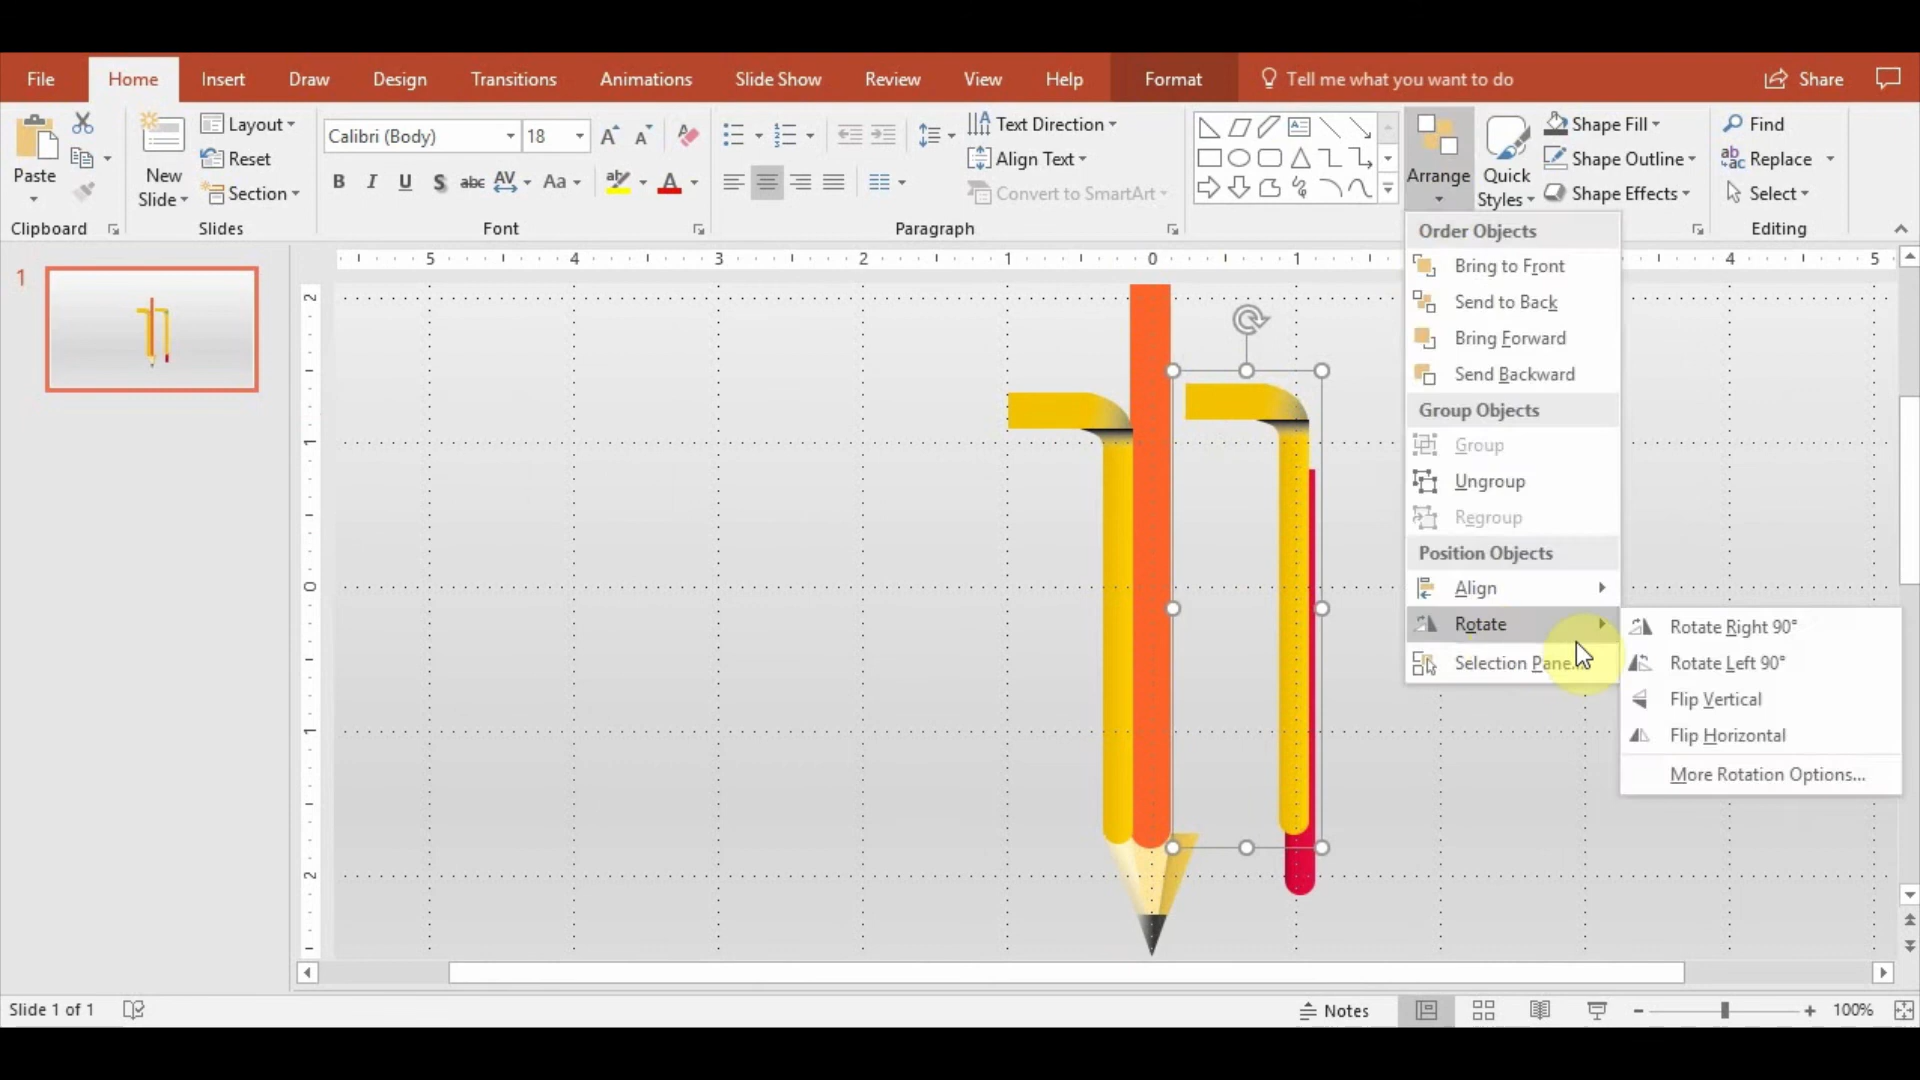 File Home Insert Draw Design Transitions Animations Slide Show Review View Help Format Tell me what you want to do Share
Paste
Clipboard
New Slide
Layout
Reset
Section
Slides
Calibri (Body) 18
B I U S abc AV Aa A
Font
Text Direction
Align Text
Convert to SmartArt
Paragraph
Arrange
Quick Styles
Shape Fill
Shape Outline
Shape Effects
Find
Replace
Select
Editing
Order Objects
Bring to Front
Send to Back
Bring Forward
Send Backward
Group Objects
Group
Ungroup
Regroup
Position Objects
Align
Rotate
Selection Pane...
Rotate Right 90°
Rotate Left 90°
Flip Vertical
Flip Horizontal
More Rotation Options...
1
5 4 3 2 1 0 1 4 5
2
1
0
1
2
Slide 1 of 1
Notes
100%